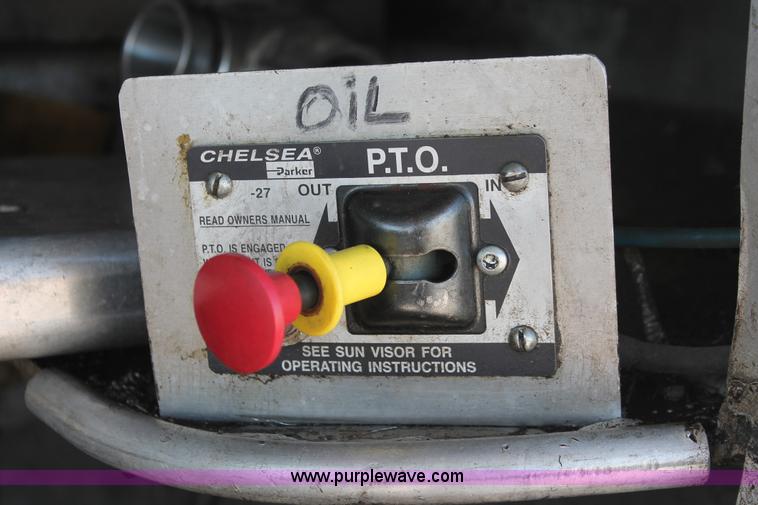 OIL
CHELSEA®
Parker
P.T.O.
-27
OUT
IN
READ OWNERS MANUAL
P.T.O. IS ENGAGED
SEE SUN VISOR FOR
OPERATING INSTRUCTIONS
www.purplewave.com